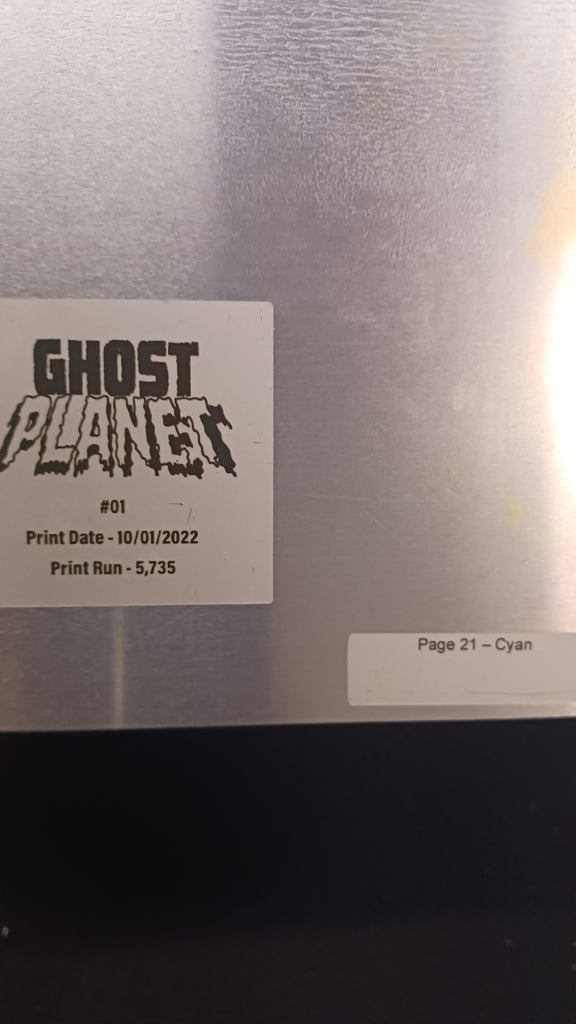 GHOST
PLANET
#01
Print Date - 10/01/2022
Print Run - 5,735
Page 21 – Cyan